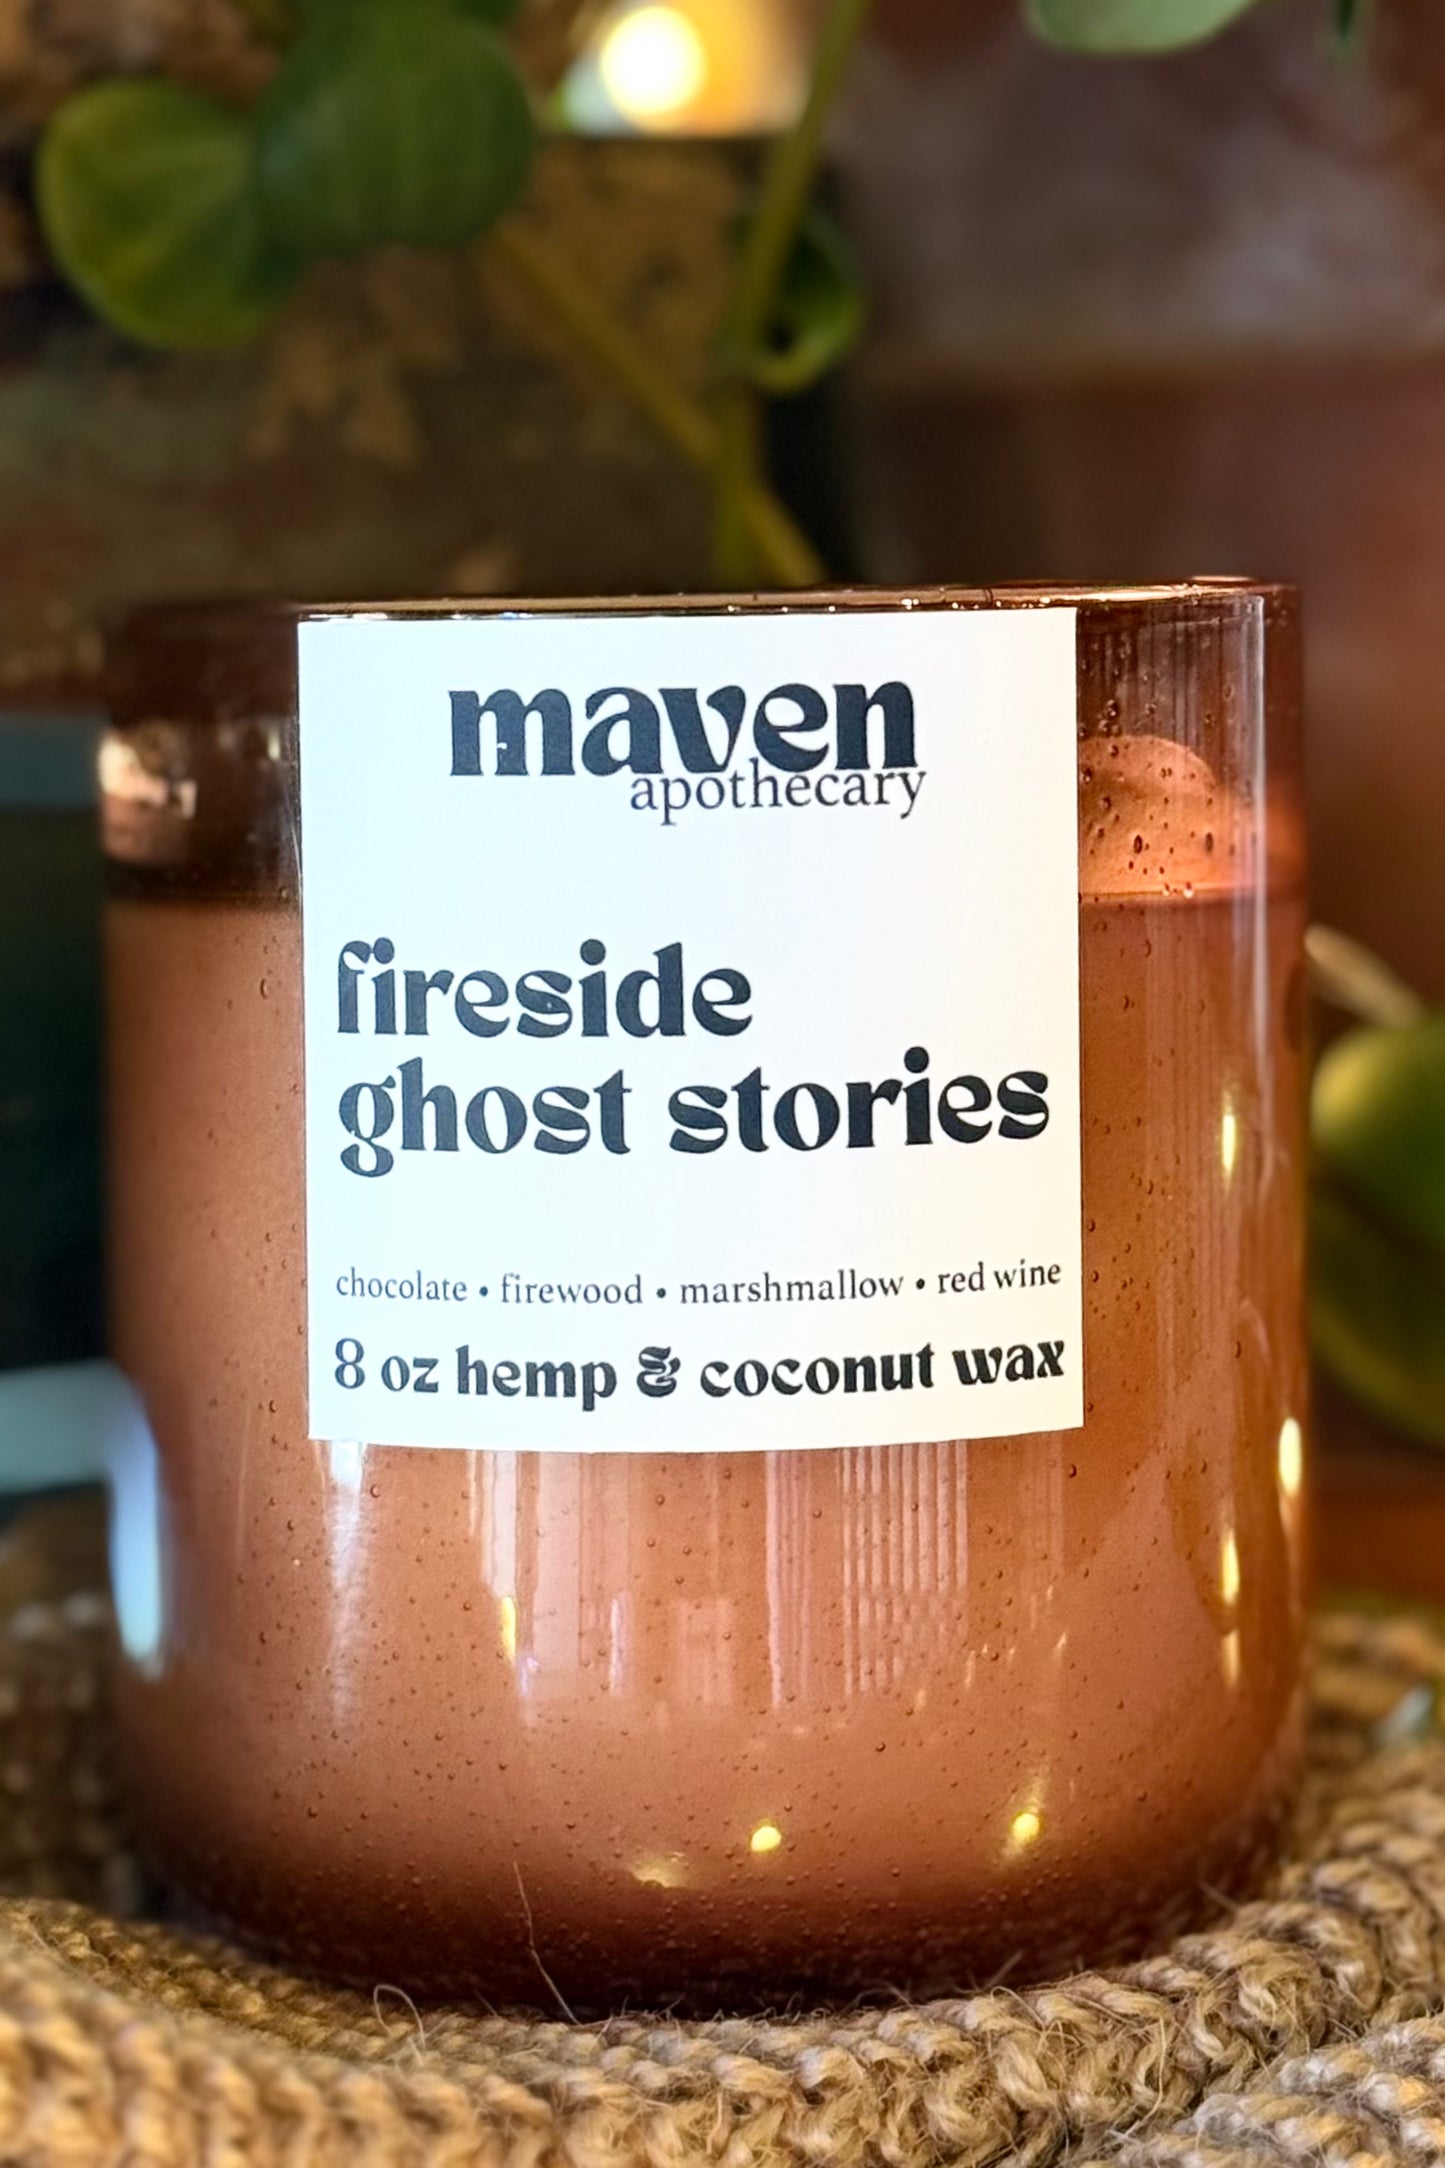 maven
apothecary
fireside
ghost stories
chocolate • firewood • marshmallow • red wine
8 oz hemp & coconut wax